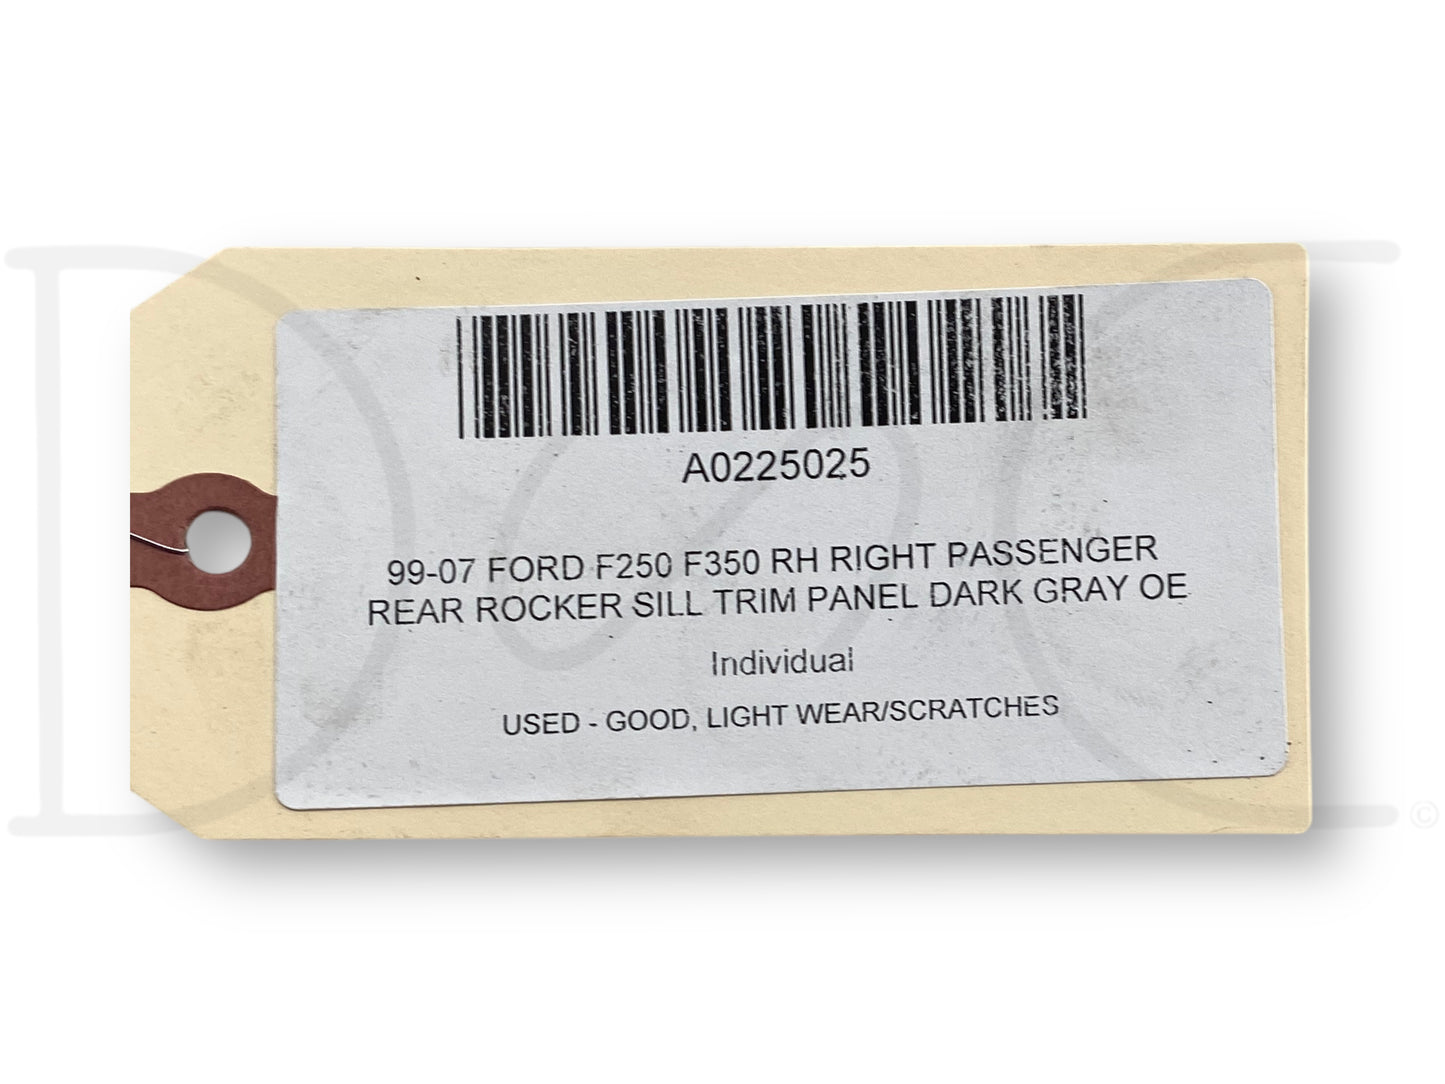 A0225025
99-07 FORD F250 F350 RH RIGHT PASSENGER
REAR ROCKER SILL TRIM PANEL DARK GRAY OE
Individual
USED - GOOD, LIGHT WEAR/SCRATCHES
D & C ©